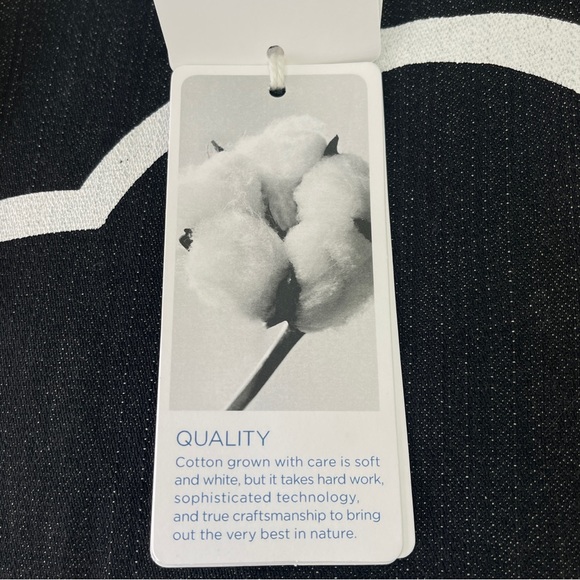 QUALITY
Cotton grown with care is soft
and white, but it takes hard work,
sophisticated technology,
and true craftsmanship to bring
out the very best in nature.